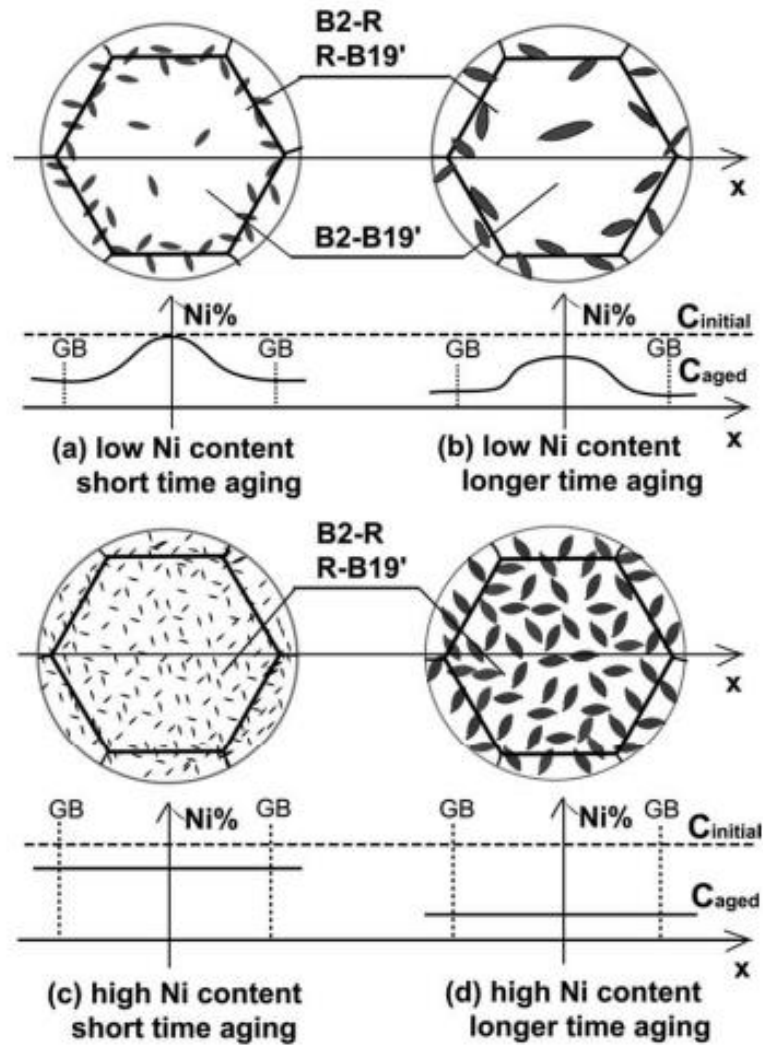 B2-R
R-B19'
x
B2-B19'
Ni%
Ni%
Cinitial
GB
GB
GB
GB
Caged
x
(a) low Ni content
short time aging
(b) low Ni content
longer time aging
B2-R
R-B19'
x
GB
Ni%
GB
GB
Ni%
GB
Cinitial
Caged
x
(c) high Ni content
short time aging
(d) high Ni content
longer time aging